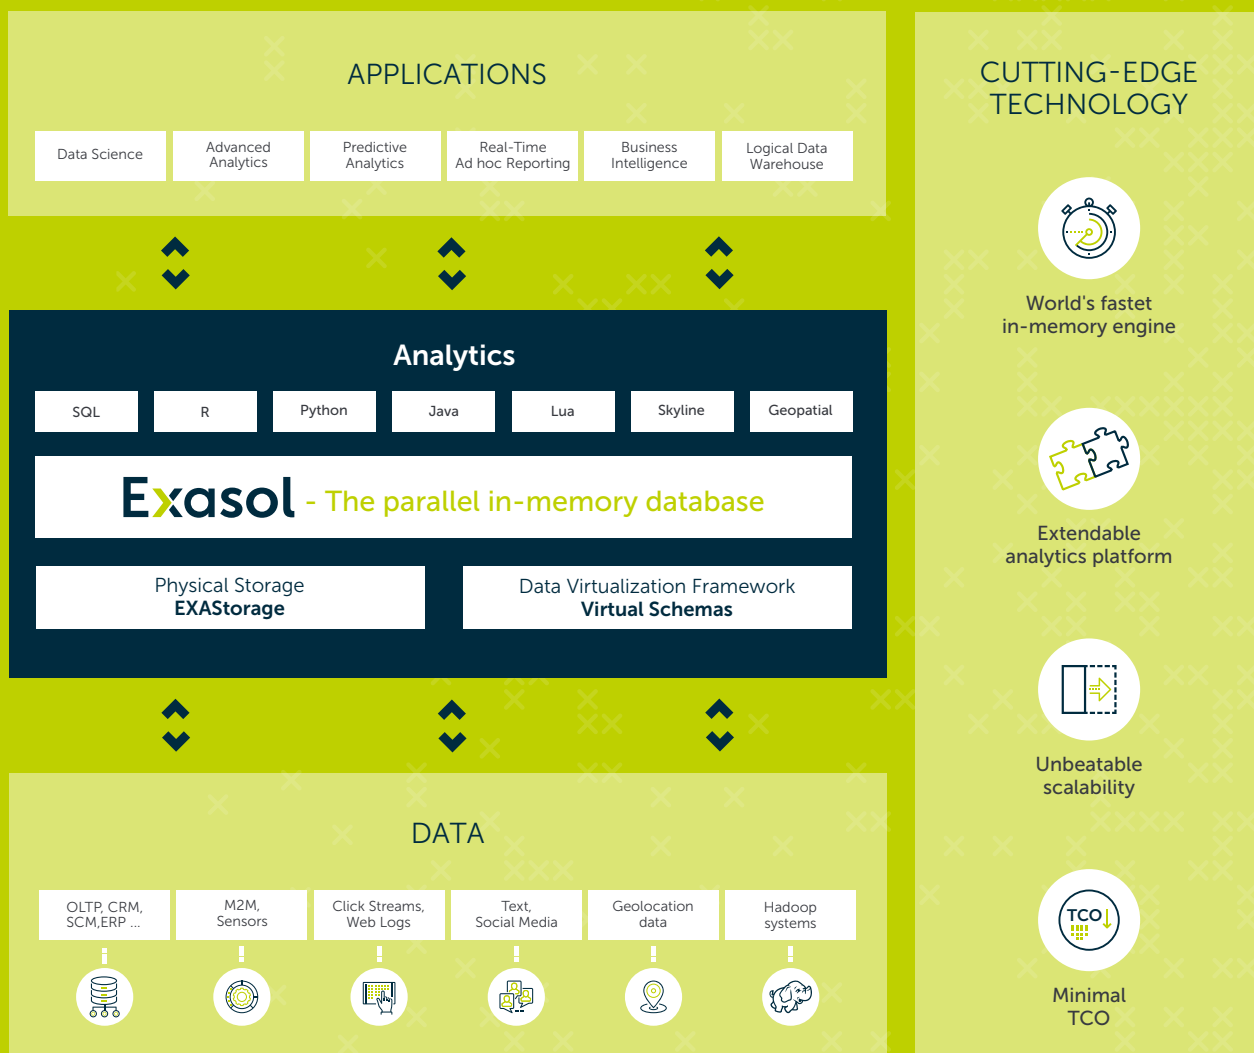 APPLICATIONS
Data Science
Advanced
Analytics
Predictive
Analytics
Real-Time
Ad hoc Reporting
Business
Intelligence
Logical Data
Warehouse
Analytics
SQL
R
Python
Java
Lua
Skyline
Geopatial
Exasol - The parallel in-memory database
Physical Storage
EXAStorage
Data Virtualization Framework
Virtual Schemas
DATA
OLTP, CRM,
SCM,ERP ...
M2M,
Sensors
Click Streams,
Web Logs
Text,
Social Media
Geolocation
data
Hadoop
systems
CUTTING-EDGE
TECHNOLOGY
World's fastet
in-memory engine
Extendable
analytics platform
Unbeatable
scalability
TCO
Minimal
TCO